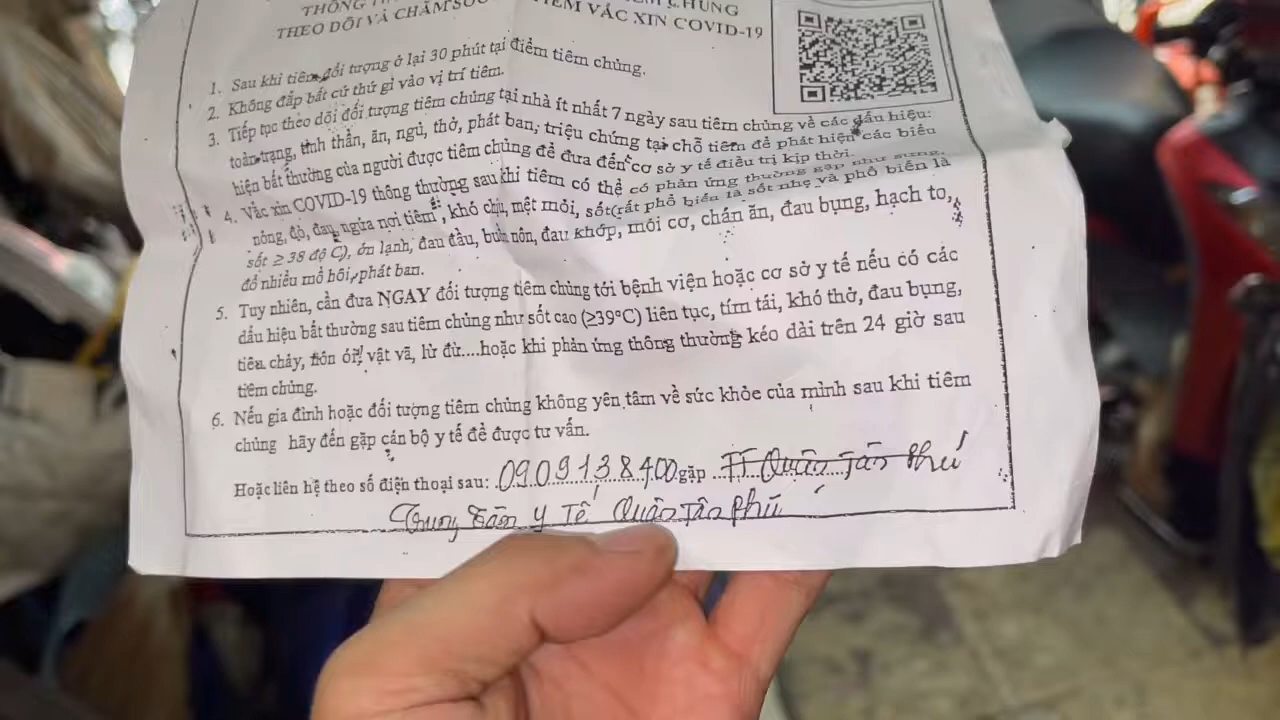 THÔNG
CHỦNG
THEO DÕI VÀ CHĂM SÓC TIÊM VẮC XIN COVID-19
1. Sau khi tiêm đối tượng ở lại 30 phút tại điểm tiêm chủng.
2. Không đắp bất cứ thứ gì vào vị trí tiêm.
3. Tiếp tục theo dõi đối tượng tiêm chủng tại nhà ít nhất 7 ngày sau tiêm chủng về các dấu hiệu:
toàn trạng, tinh thần, ăn, ngủ, thở, phát ban, triệu chứng tại chỗ tiêm để phát hiện các biểu
hiện bất thường của người được tiêm chủng để đưa đến cơ sở y tế điều trị kịp thời.
4. Vắc xin COVID-19 thông thường sau khi tiêm có thể có phản ứng thường gặp như sưng,
nóng, đỏ, đau, ngứa nơi tiêm, khó chịu, mệt mỏi, sốt(rất phổ biến là sốt nhẹ và phổ biến là
sốt ≥ 38 độ C), ớn lạnh, đau đầu, buồn nôn, đau khớp, mỏi cơ, chán ăn, đau bụng, hạch to,
đổ nhiều mồ hôi, phát ban.
5. Tuy nhiên, cần đưa NGAY đối tượng tiêm chủng tới bệnh viện hoặc cơ sở y tế nếu có các
dấu hiệu bất thường sau tiêm chủng như sốt cao (≥39°C) liên tục, tím tái, khó thở, đau bụng,
tiêu chảy, nôn ói, vật vã, lừ đừ....hoặc khi phản ứng thông thường kéo dài trên 24 giờ sau
tiêm chủng.
6. Nếu gia đình hoặc đối tượng tiêm chủng không yên tâm về sức khỏe của mình sau khi tiêm
chủng hãy đến gặp cán bộ y tế để được tư vấn.
Hoặc liên hệ theo số điện thoại sau: 0909138400 gặp TT Quận Tân Phú
Trung Tâm Y Tế Quận Tân Phú